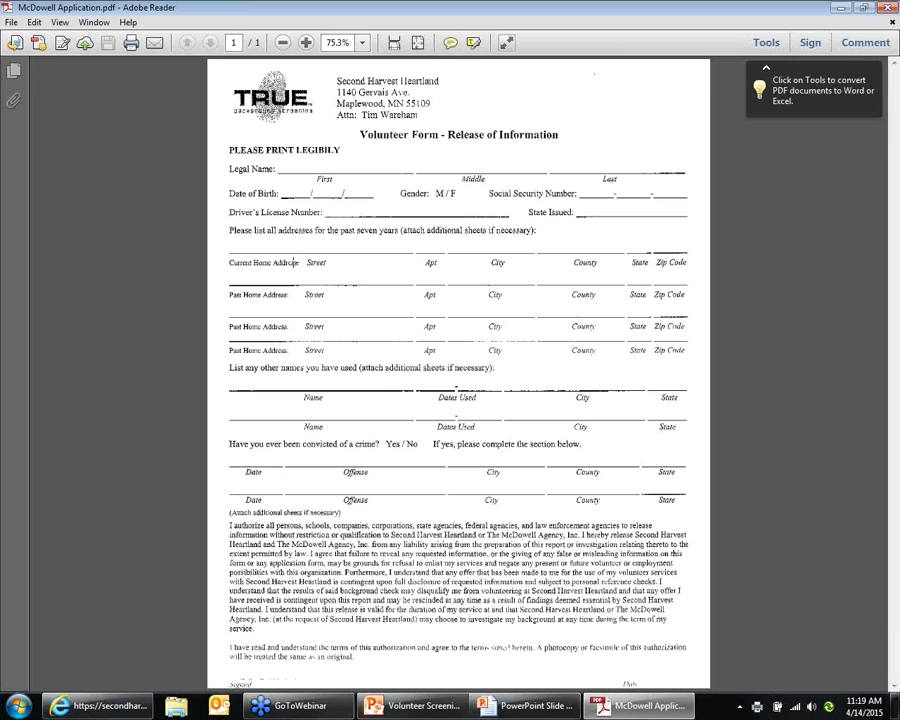 McDowell Application.pdf - Adobe Reader
File Edit View Window Help
1 / 1 75.3% Tools Sign Comment
Click on Tools to convert
PDF documents to Word or
Excel.
TRUE
background screening
Second Harvest Heartland
1140 Gervais Ave.
Maplewood, MN 55109
Attn: Tim Wareham
Volunteer Form - Release of Information
PLEASE PRINT LEGIBILY
Legal Name:
First Middle Last
Date of Birth: / / Gender: M / F Social Security Number: - -
Driver's License Number: State Issued:
Please list all addresses for the past seven years (attach additional sheets if necessary):
Current Home Address Street Apt City County State Zip Code
Past Home Address: Street Apt City County State Zip Code
Past Home Address: Street Apt City County State Zip Code
Past Home Address: Street Apt City County State Zip Code
List any other names you have used (attach additional sheets if necessary):
Name Dates Used City State
Name Dates Used City State
Have you ever been convicted of a crime? Yes / No If yes, please complete the section below.
Date Offense City County State
Date Offense City County State
(Attach additional sheets if necessary)
I authorize all persons, schools, companies, corporations, state agencies, federal agencies, and law enforcement agencies to release
information without restriction or qualification to Second Harvest Heartland or The McDowell Agency, Inc. I hereby release Second Harvest
Heartland and The McDowell Agency, Inc. from any liability arising from the preparation of this report or investigation relating thereto to the
extent permitted by law. I agree that failure to reveal any requested information, or the giving of any false or misleading information on this
form or any application form, may be grounds for refusal to enlist my services and negate any present or future volunteer or employment
possibilities with this organization. Furthermore, I understand that any offer that has been made to me for the use of my volunteer services
with Second Harvest Heartland is contingent upon full disclosure of requested information and subject to personal reference checks. I
understand that the results of said background check may disqualify me from volunteering at Second Harvest Heartland and that any offer I
have received is contingent upon this report and may be rescinded at any time as a result of findings deemed essential by Second Harvest
Heartland. I understand that this release is valid for the duration of my service at and that Second Harvest Heartland or The McDowell
Agency, Inc. (at the request of Second Harvest Heartland) may choose to investigate my background at any time during the term of my
service.
I have read and understand the terms of this authorization and agree to the terms stated herein. A photocopy or facsimile of this authorization
will be treated the same as an original.
Signed Date
https://secondhar... GoToWebinar Volunteer Screeni... PowerPoint Slide ... McDowell Applic... 11:19 AM
4/14/2015